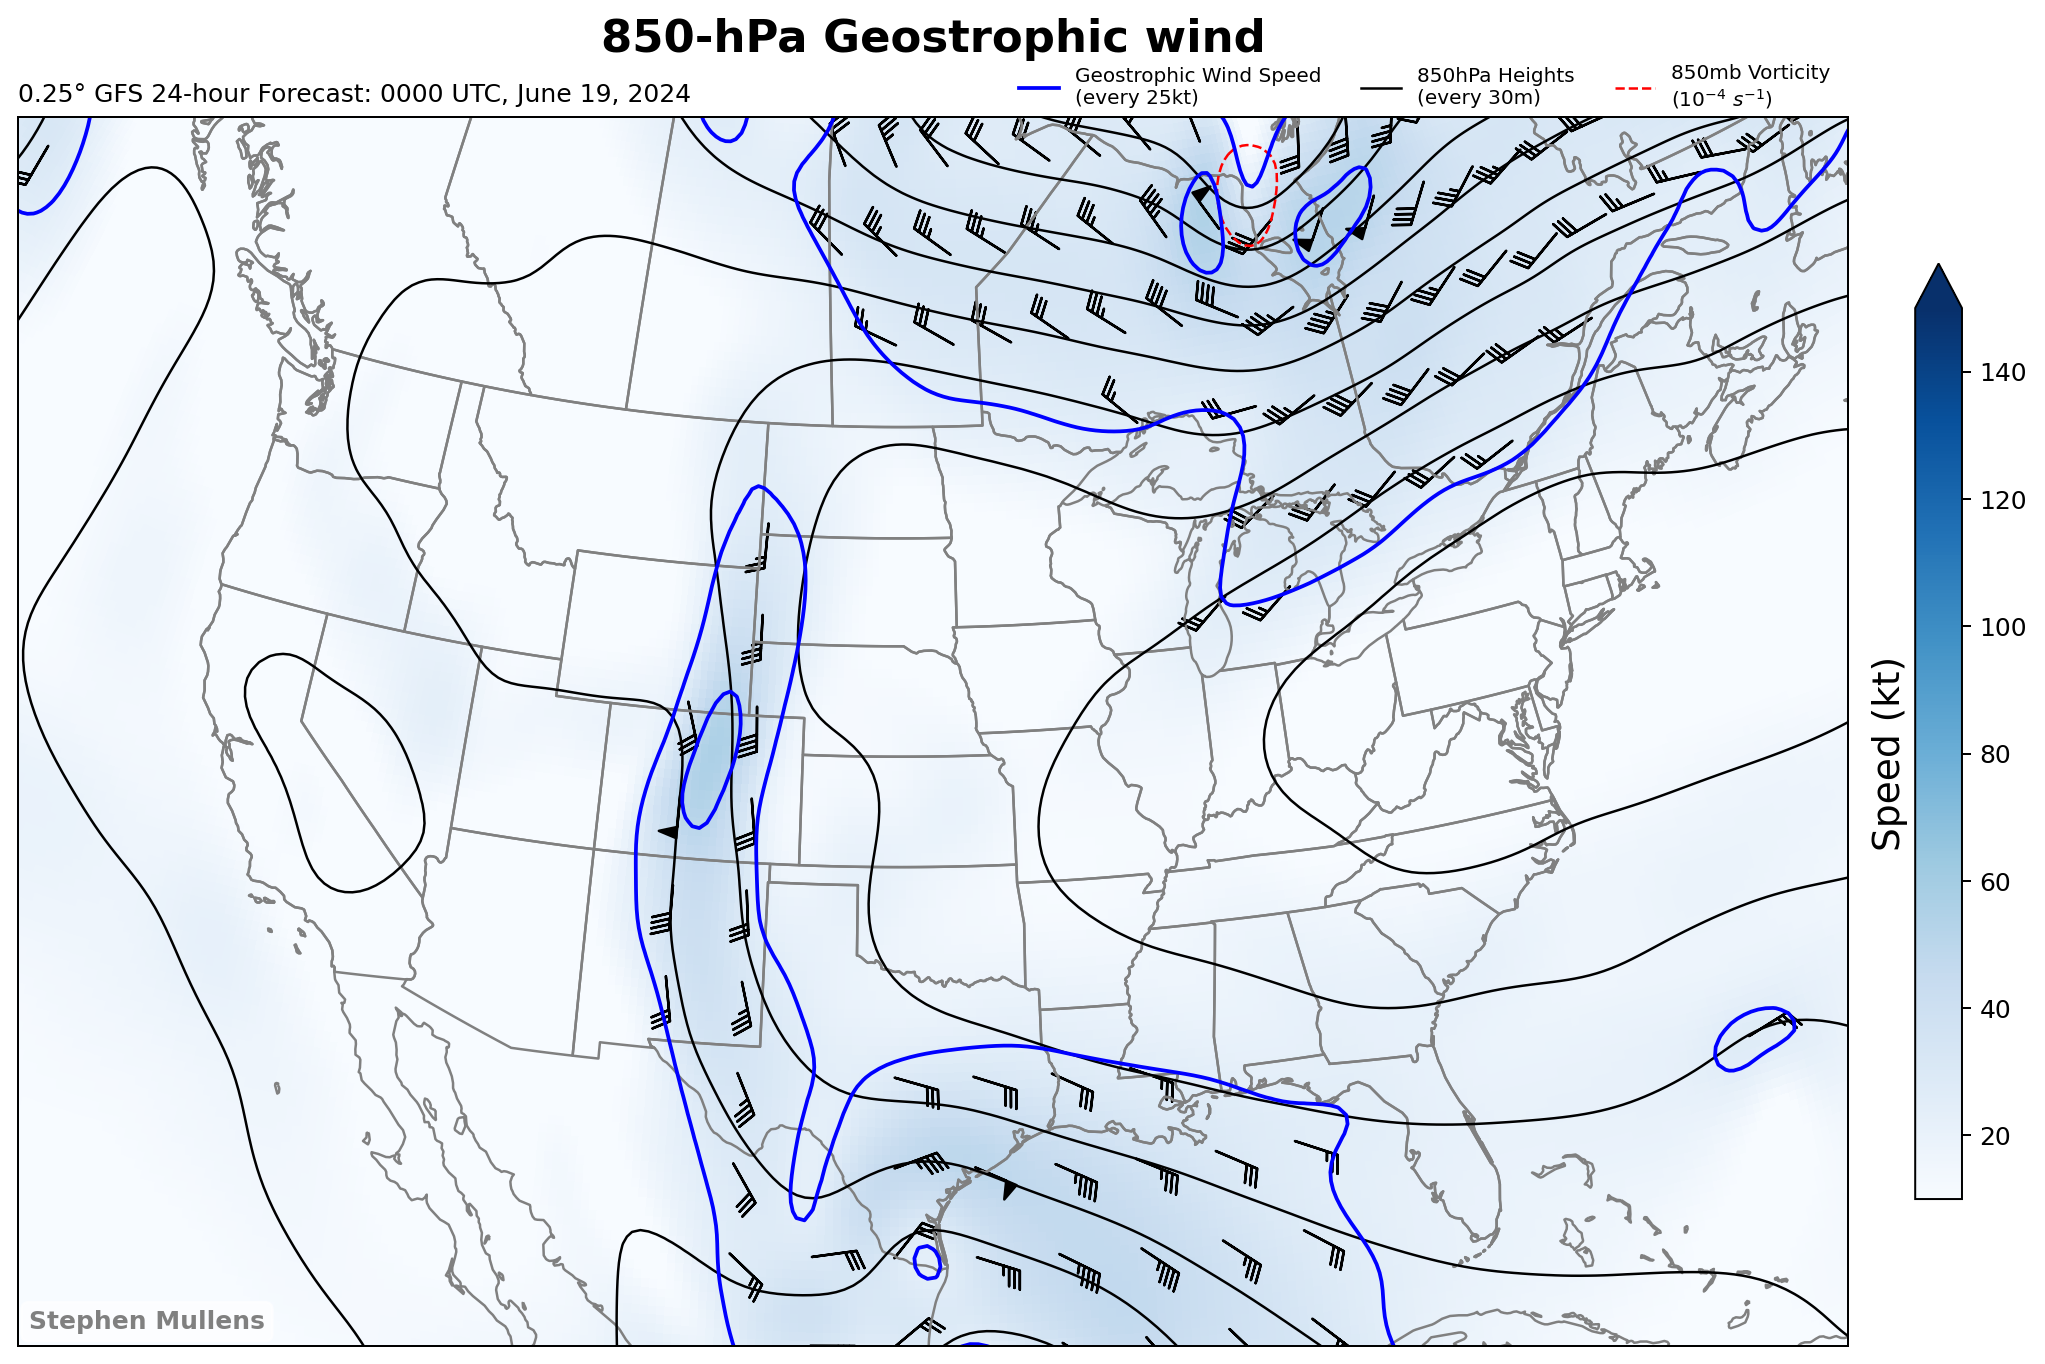 850-hPa Geostrophic wind
0.25° GFS 24-hour Forecast: 0000 UTC, June 19, 2024
Geostrophic Wind Speed
(every 25kt)
850hPa Heights
(every 30m)
850mb Vorticity
(10⁻⁴ s⁻¹)
140
120
100
80
60
40
20
Speed (kt)
Stephen Mullens